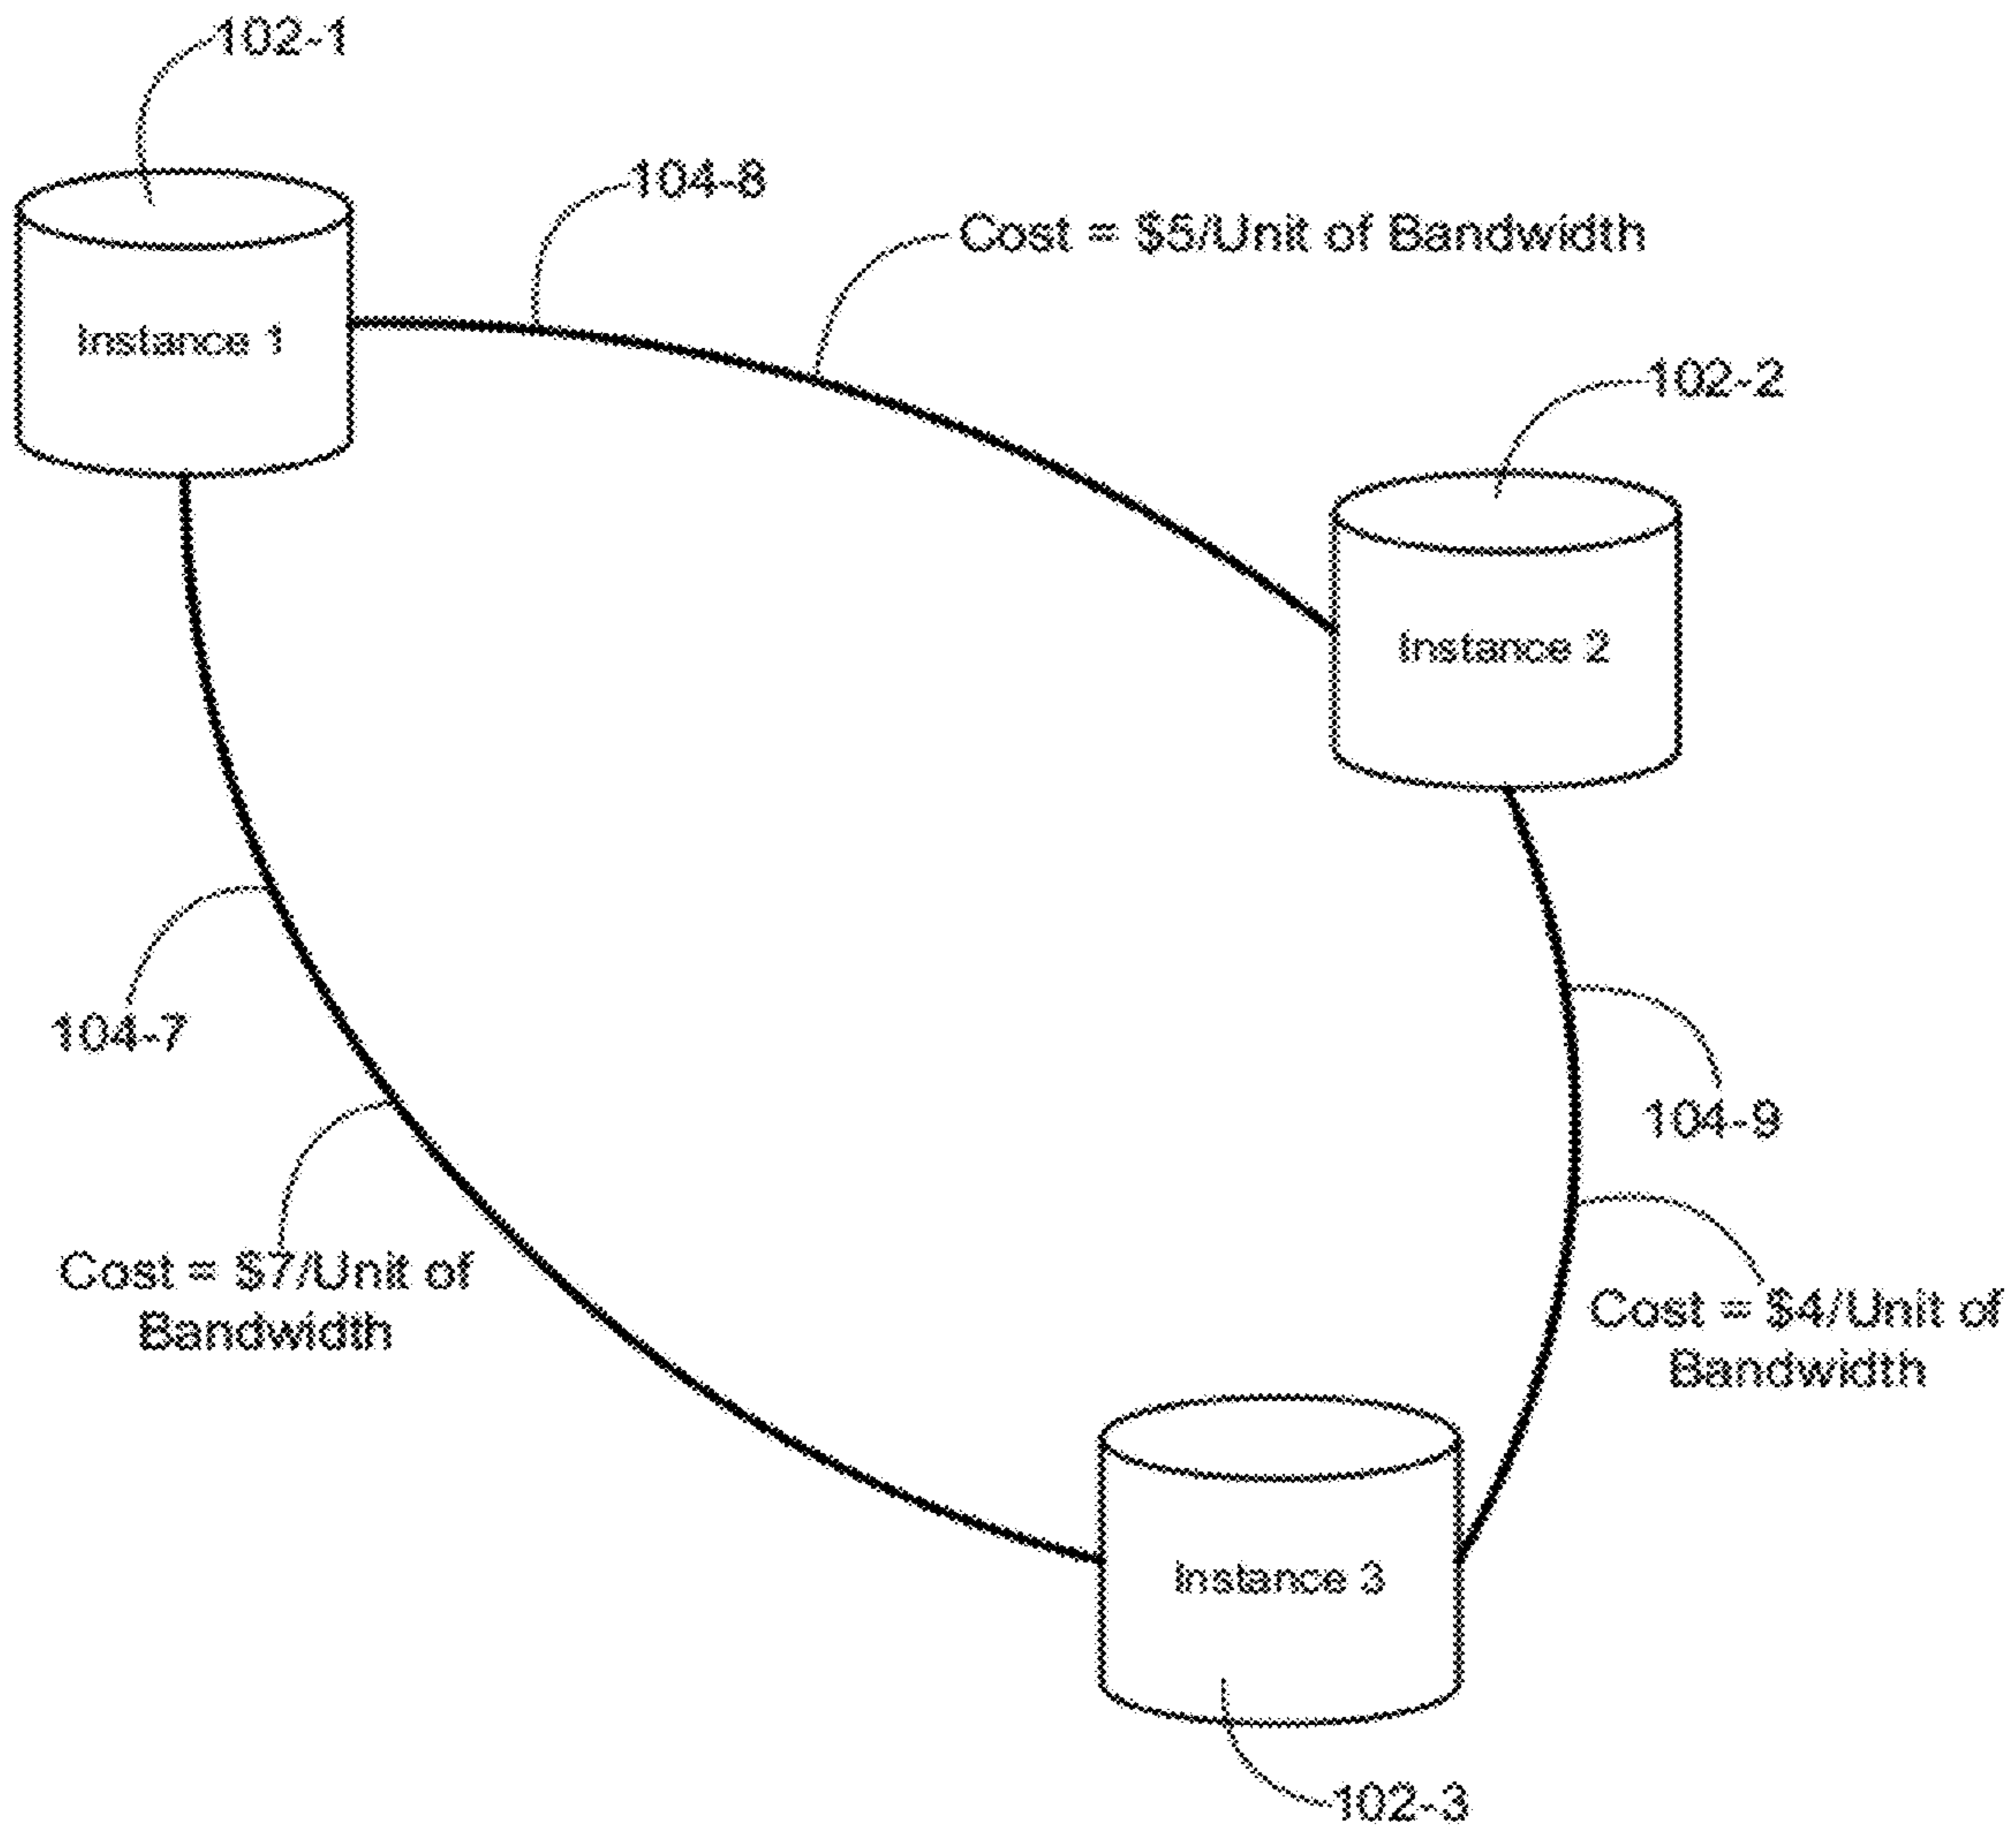 102-1
104-8
Cost = $5/Unit of Bandwidth
Instance 1
102-2
Instance 2
104-7
104-9
Cost = $7/Unit of
Bandwidth
Cost = $4/Unit of
Bandwidth
Instance 3
102-3